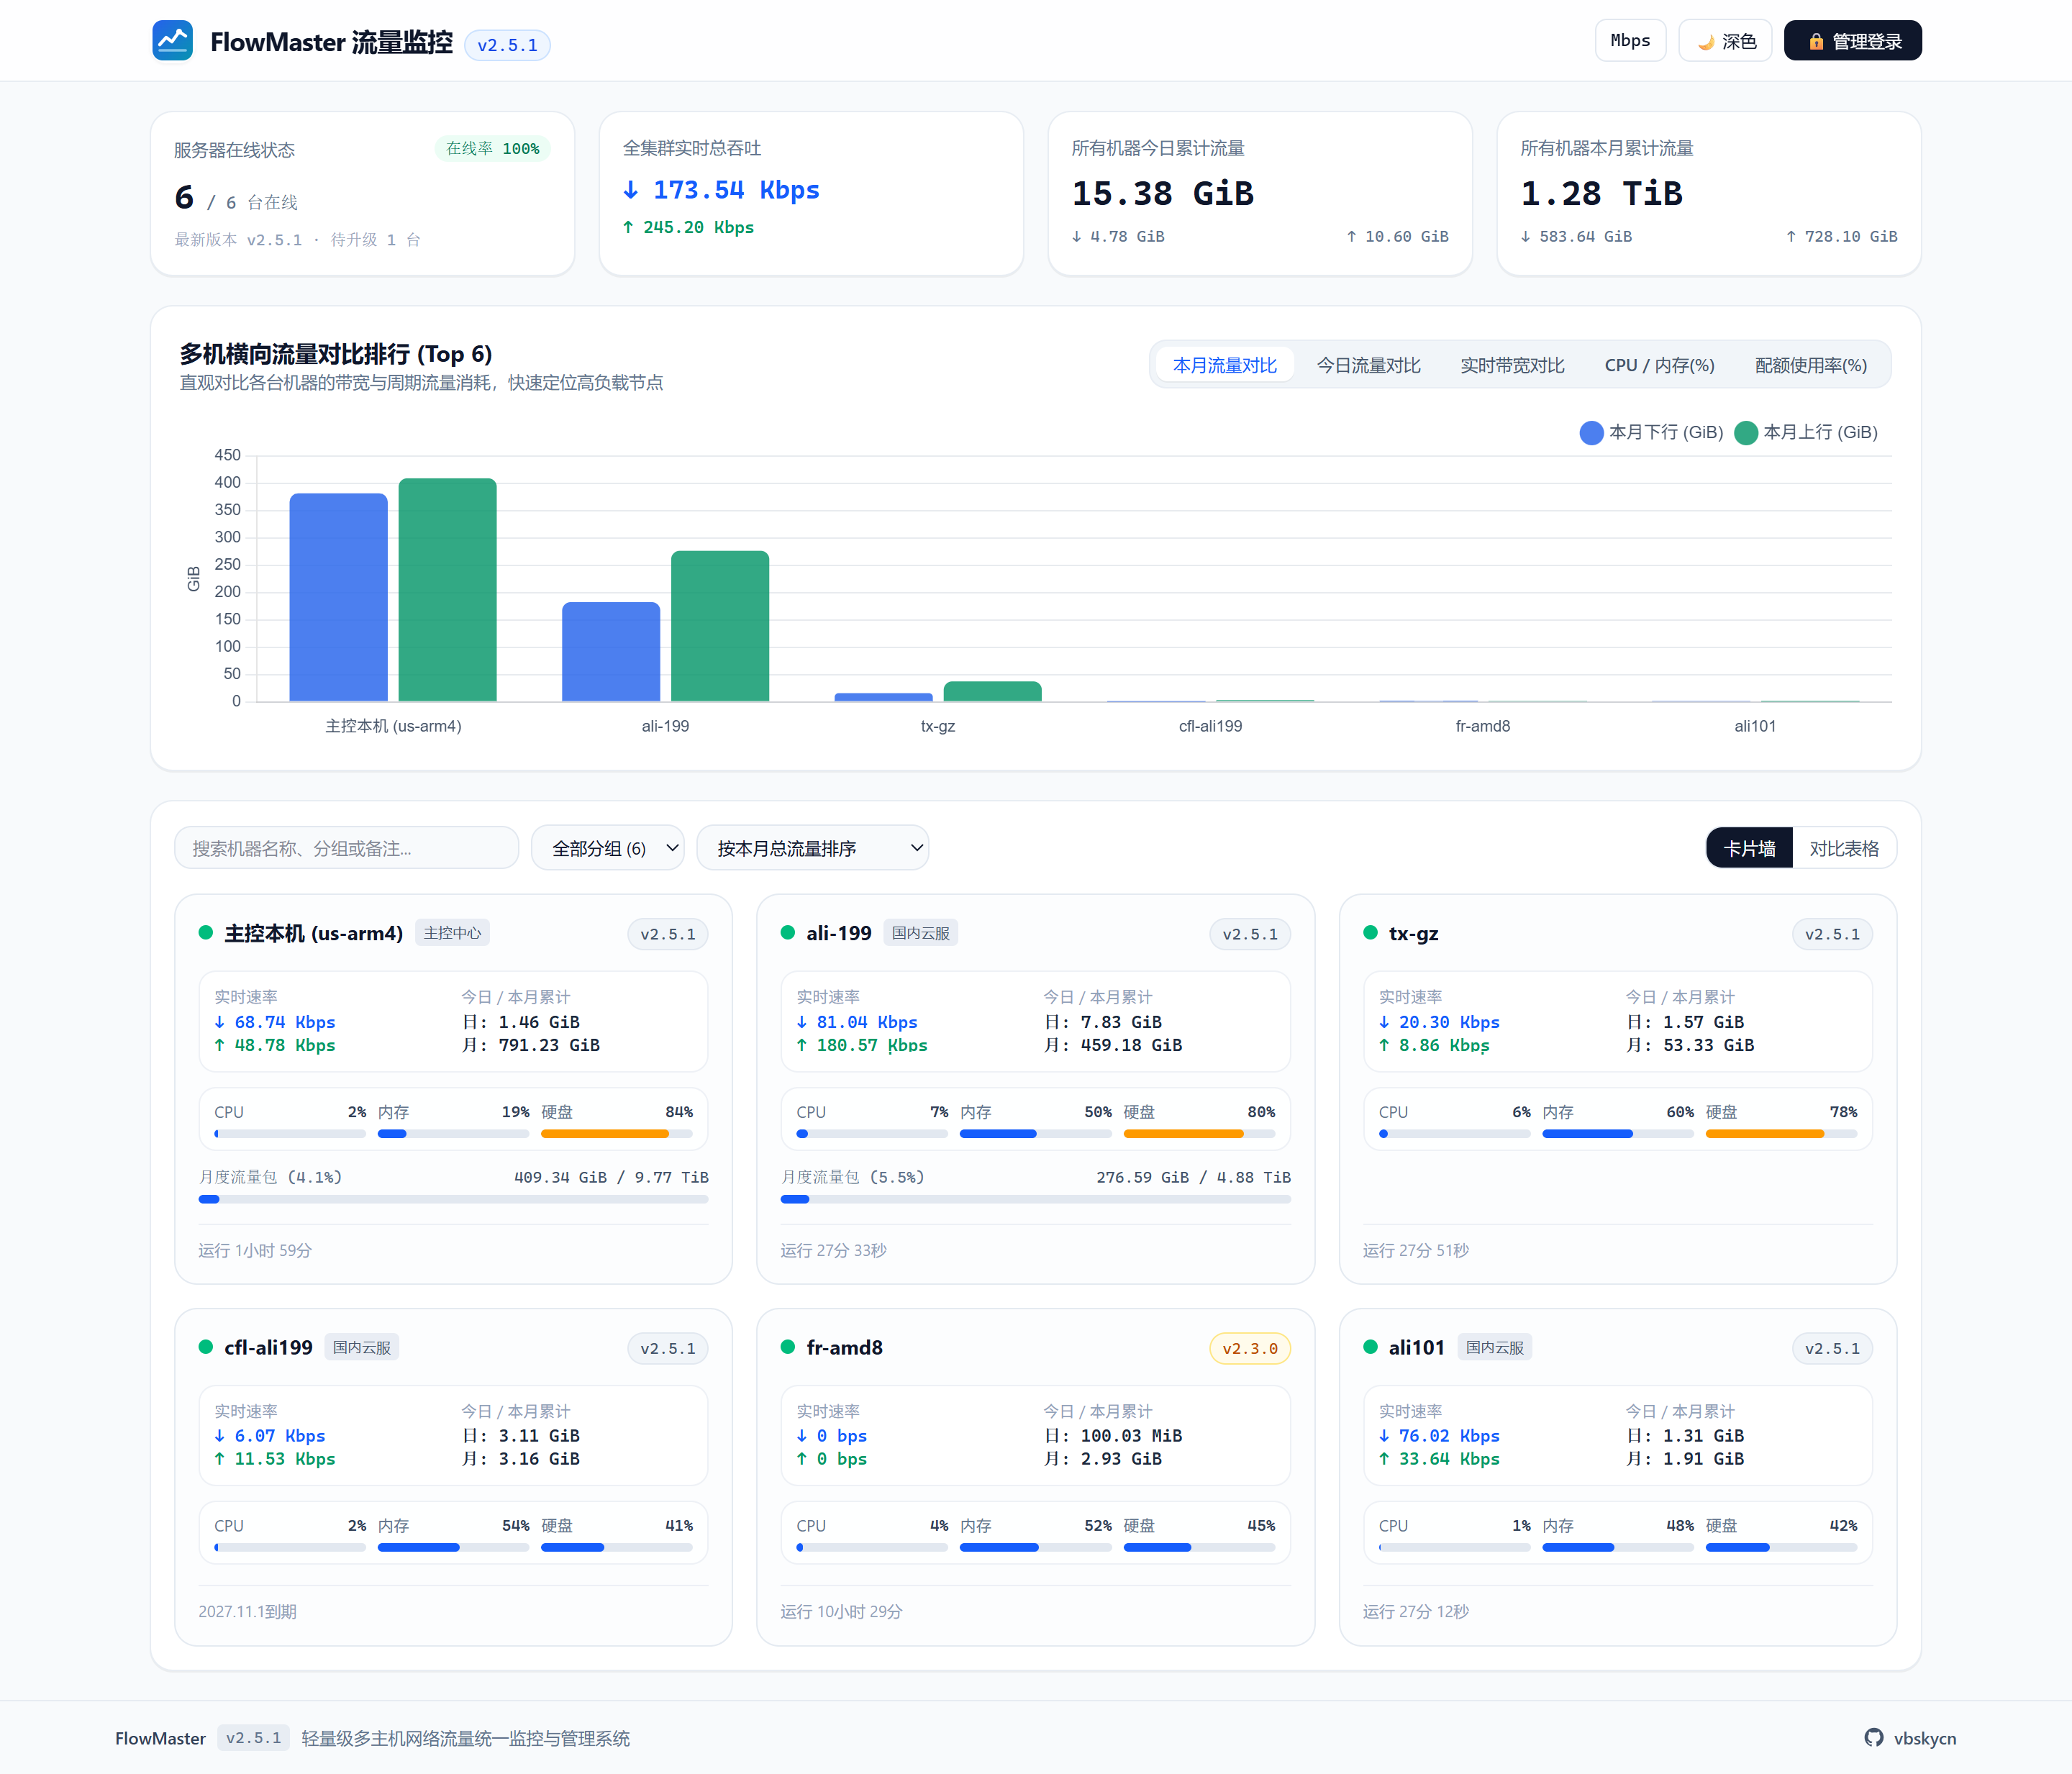 FlowMaster 流量监控 v2.5.1
Mbps
🌙 深色
🔒 管理登录
服务器在线状态
在线率 100%
6 / 6 台在线
最新版本 v2.5.1 · 待升级 1 台
全集群实时总吞吐
↓ 173.54 Kbps
↑ 245.20 Kbps
所有机器今日累计流量
15.38 GiB
↓ 4.78 GiB
↑ 10.60 GiB
所有机器本月累计流量
1.28 TiB
↓ 583.64 GiB
↑ 728.10 GiB
多机横向流量对比排行 (Top 6)
直观对比各台机器的带宽与周期流量消耗，快速定位高负载节点
本月流量对比
今日流量对比
实时带宽对比
CPU / 内存(%)
配额使用率(%)
本月下行 (GiB)
本月上行 (GiB)
GiB
450
400
350
300
250
200
150
100
50
0
主控本机 (us-arm4)
ali-199
tx-gz
cfl-ali199
fr-amd8
ali101
搜索机器名称、分组或备注...
全部分组 (6)
按本月总流量排序
卡片墙
对比表格
主控本机 (us-arm4) 主控中心 v2.5.1
实时速率
↓ 68.74 Kbps
↑ 48.78 Kbps
今日 / 本月累计
日: 1.46 GiB
月: 791.23 GiB
CPU 2% 内存 19% 硬盘 84%
月度流量包 (4.1%) 409.34 GiB / 9.77 TiB
运行 1小时 59分
ali-199 国内云服 v2.5.1
实时速率
↓ 81.04 Kbps
↑ 180.57 Kbps
今日 / 本月累计
日: 7.83 GiB
月: 459.18 GiB
CPU 7% 内存 50% 硬盘 80%
月度流量包 (5.5%) 276.59 GiB / 4.88 TiB
运行 27分 33秒
tx-gz v2.5.1
实时速率
↓ 20.30 Kbps
↑ 8.86 Kbps
今日 / 本月累计
日: 1.57 GiB
月: 53.33 GiB
CPU 6% 内存 60% 硬盘 78%
运行 27分 51秒
cfl-ali199 国内云服 v2.5.1
实时速率
↓ 6.07 Kbps
↑ 11.53 Kbps
今日 / 本月累计
日: 3.11 GiB
月: 3.16 GiB
CPU 2% 内存 54% 硬盘 41%
2027.11.1到期
fr-amd8 v2.3.0
实时速率
↓ 0 bps
↑ 0 bps
今日 / 本月累计
日: 100.03 MiB
月: 2.93 GiB
CPU 4% 内存 52% 硬盘 45%
运行 10小时 29分
ali101 国内云服 v2.5.1
实时速率
↓ 76.02 Kbps
↑ 33.64 Kbps
今日 / 本月累计
日: 1.31 GiB
月: 1.91 GiB
CPU 1% 内存 48% 硬盘 42%
运行 27分 12秒
FlowMaster v2.5.1 轻量级多主机网络流量统一监控与管理系统
vbskycn